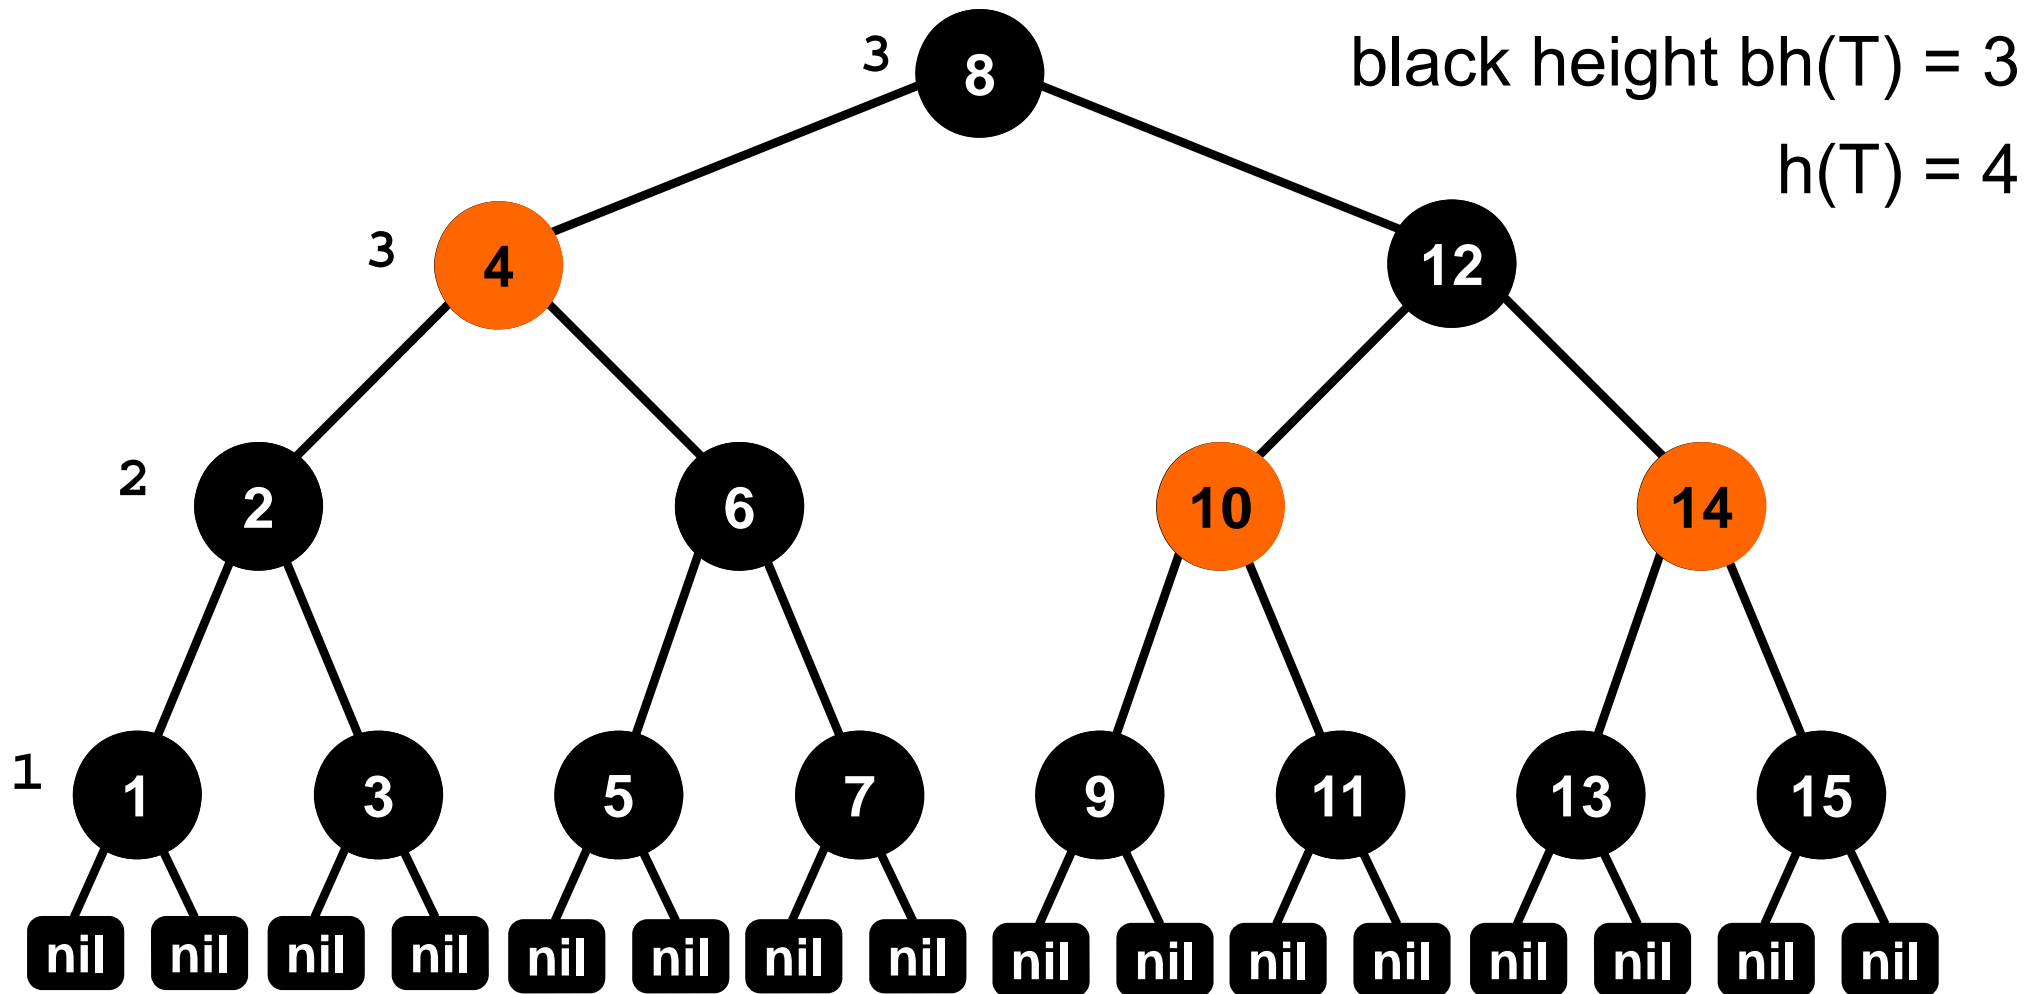 3 8 black height bh(T) = 3
h(T) = 4
3 4 12
2 2 6 10 14
1 1 3 5 7 9 11 13 15
nil nil nil nil nil nil nil nil nil nil nil nil nil nil nil nil